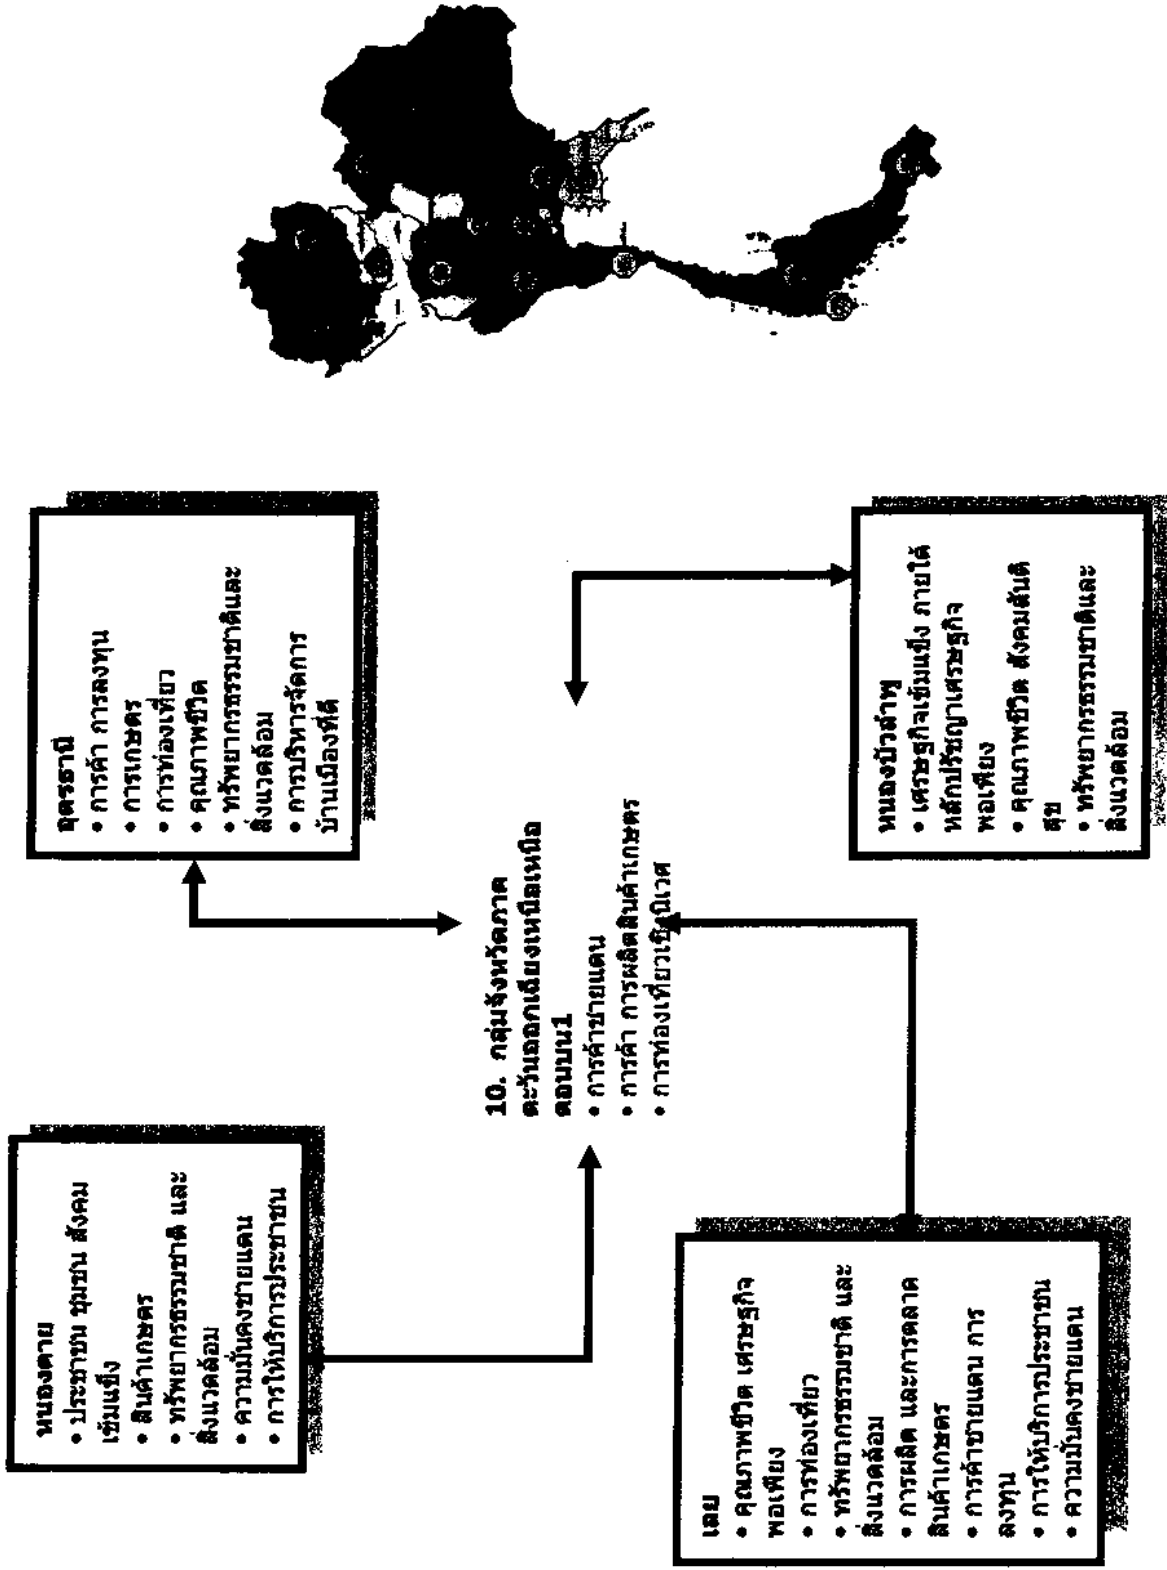 หนองคาย
• ประชาชน ชุมชน สังคม
เข้มแข็ง
• สินค้าเกษตร
• ทรัพยากรธรรมชาติ และ
สิ่งแวดล้อม
• ความมั่นคงชายแดน
• การให้บริการประชาชน
อุดรธานี
• การค้า การลงทุน
• การเกษตร
• การท่องเที่ยว
• คุณภาพชีวิต
• ทรัพยากรธรรมชาติและ
สิ่งแวดล้อม
• การบริหารจัดการ
บ้านเมืองที่ดี
10. กลุ่มจังหวัดภาค
ตะวันออกเฉียงเหนือเหนือ
ตอนบน1
• การค้าชายแดน
• การค้า การผลิตสินค้าเกษตร
• การท่องเที่ยวเชิงนิเวศ
เลย
• คุณภาพชีวิต เศรษฐกิจ
พอเพียง
• การท่องเที่ยว
• ทรัพยากรธรรมชาติ และ
สิ่งแวดล้อม
• การผลิต และการตลาด
สินค้าเกษตร
• การค้าชายแดน การ
ลงทุน
• การให้บริการประชาชน
• ความมั่นคงชายแดน
หนองบัวลำพู
• เศรษฐกิจเข้มแข็ง ภายใต้
หลักปรัชญาเศรษฐกิจ
พอเพียง
• คุณภาพชีวิต สังคมสันติ
สุข
• ทรัพยากรธรรมชาติและ
สิ่งแวดล้อม